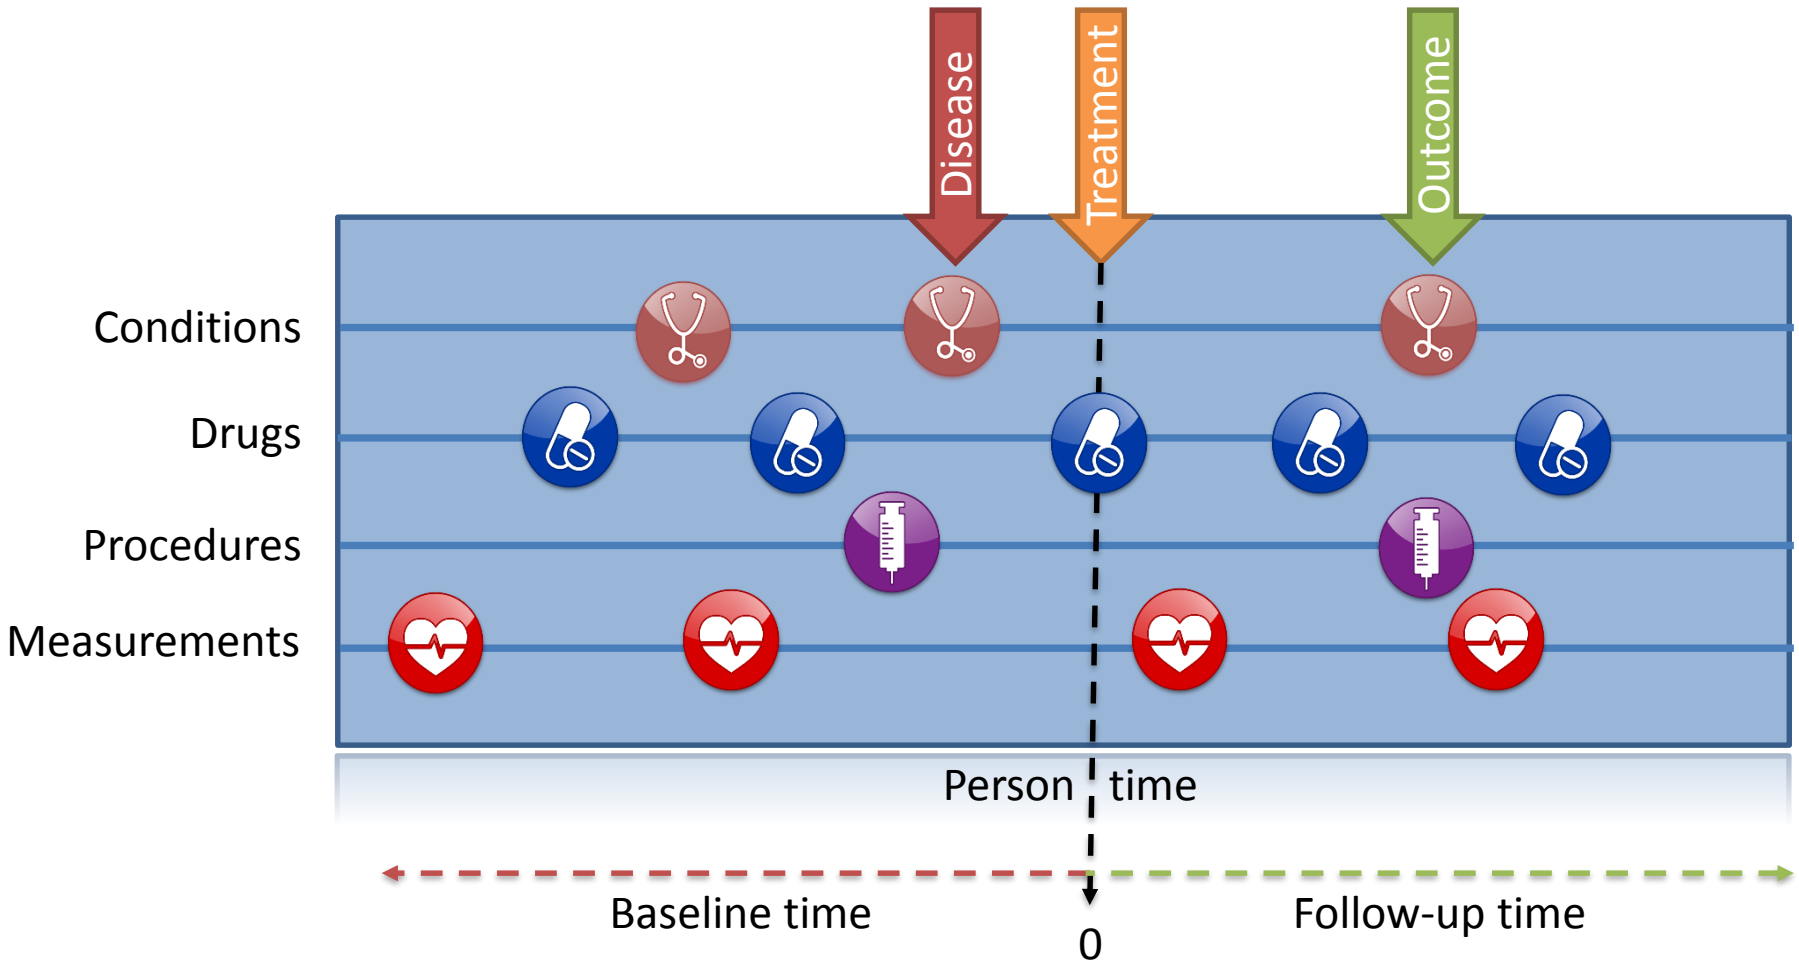 Disease
Treatment
Outcome
Conditions
Drugs
Procedures
Measurements
Person time
Baseline time
Follow-up time
0